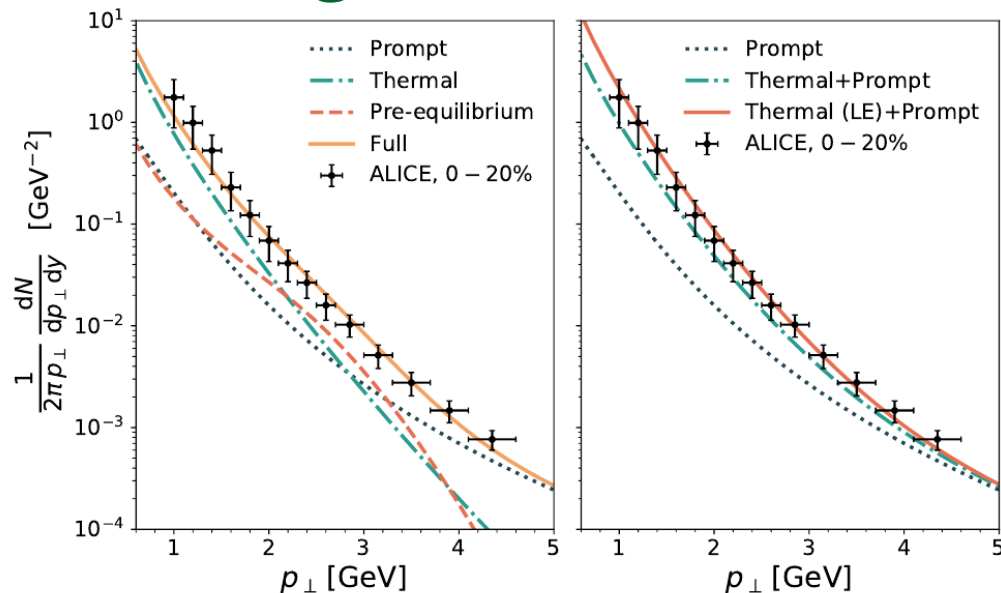 Prompt
Thermal
Pre-equilibrium
Full
ALICE, 0 − 20%
10^1
10^0
10^−1
10^−2
10^−3
10^−4
1/(2πp⊥) dN/(dp⊥dy) [GeV^−2]
1 2 3 4 5
p⊥ [GeV]
Prompt
Thermal+Prompt
Thermal (LE)+Prompt
ALICE, 0 − 20%
1 2 3 4 5
p⊥ [GeV]